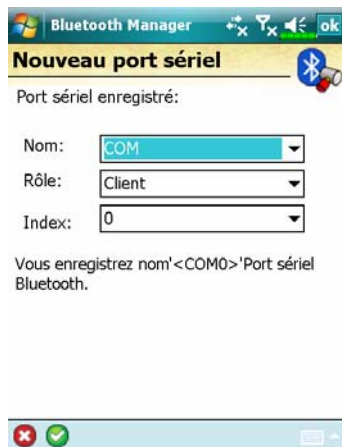 Bluetooth Manager ok
Nouveau port sériel
Port sériel enregistré:
Nom: COM
Rôle: Client
Index: 0
Vous enregistrez nom'<COM0>'Port sériel
Bluetooth.